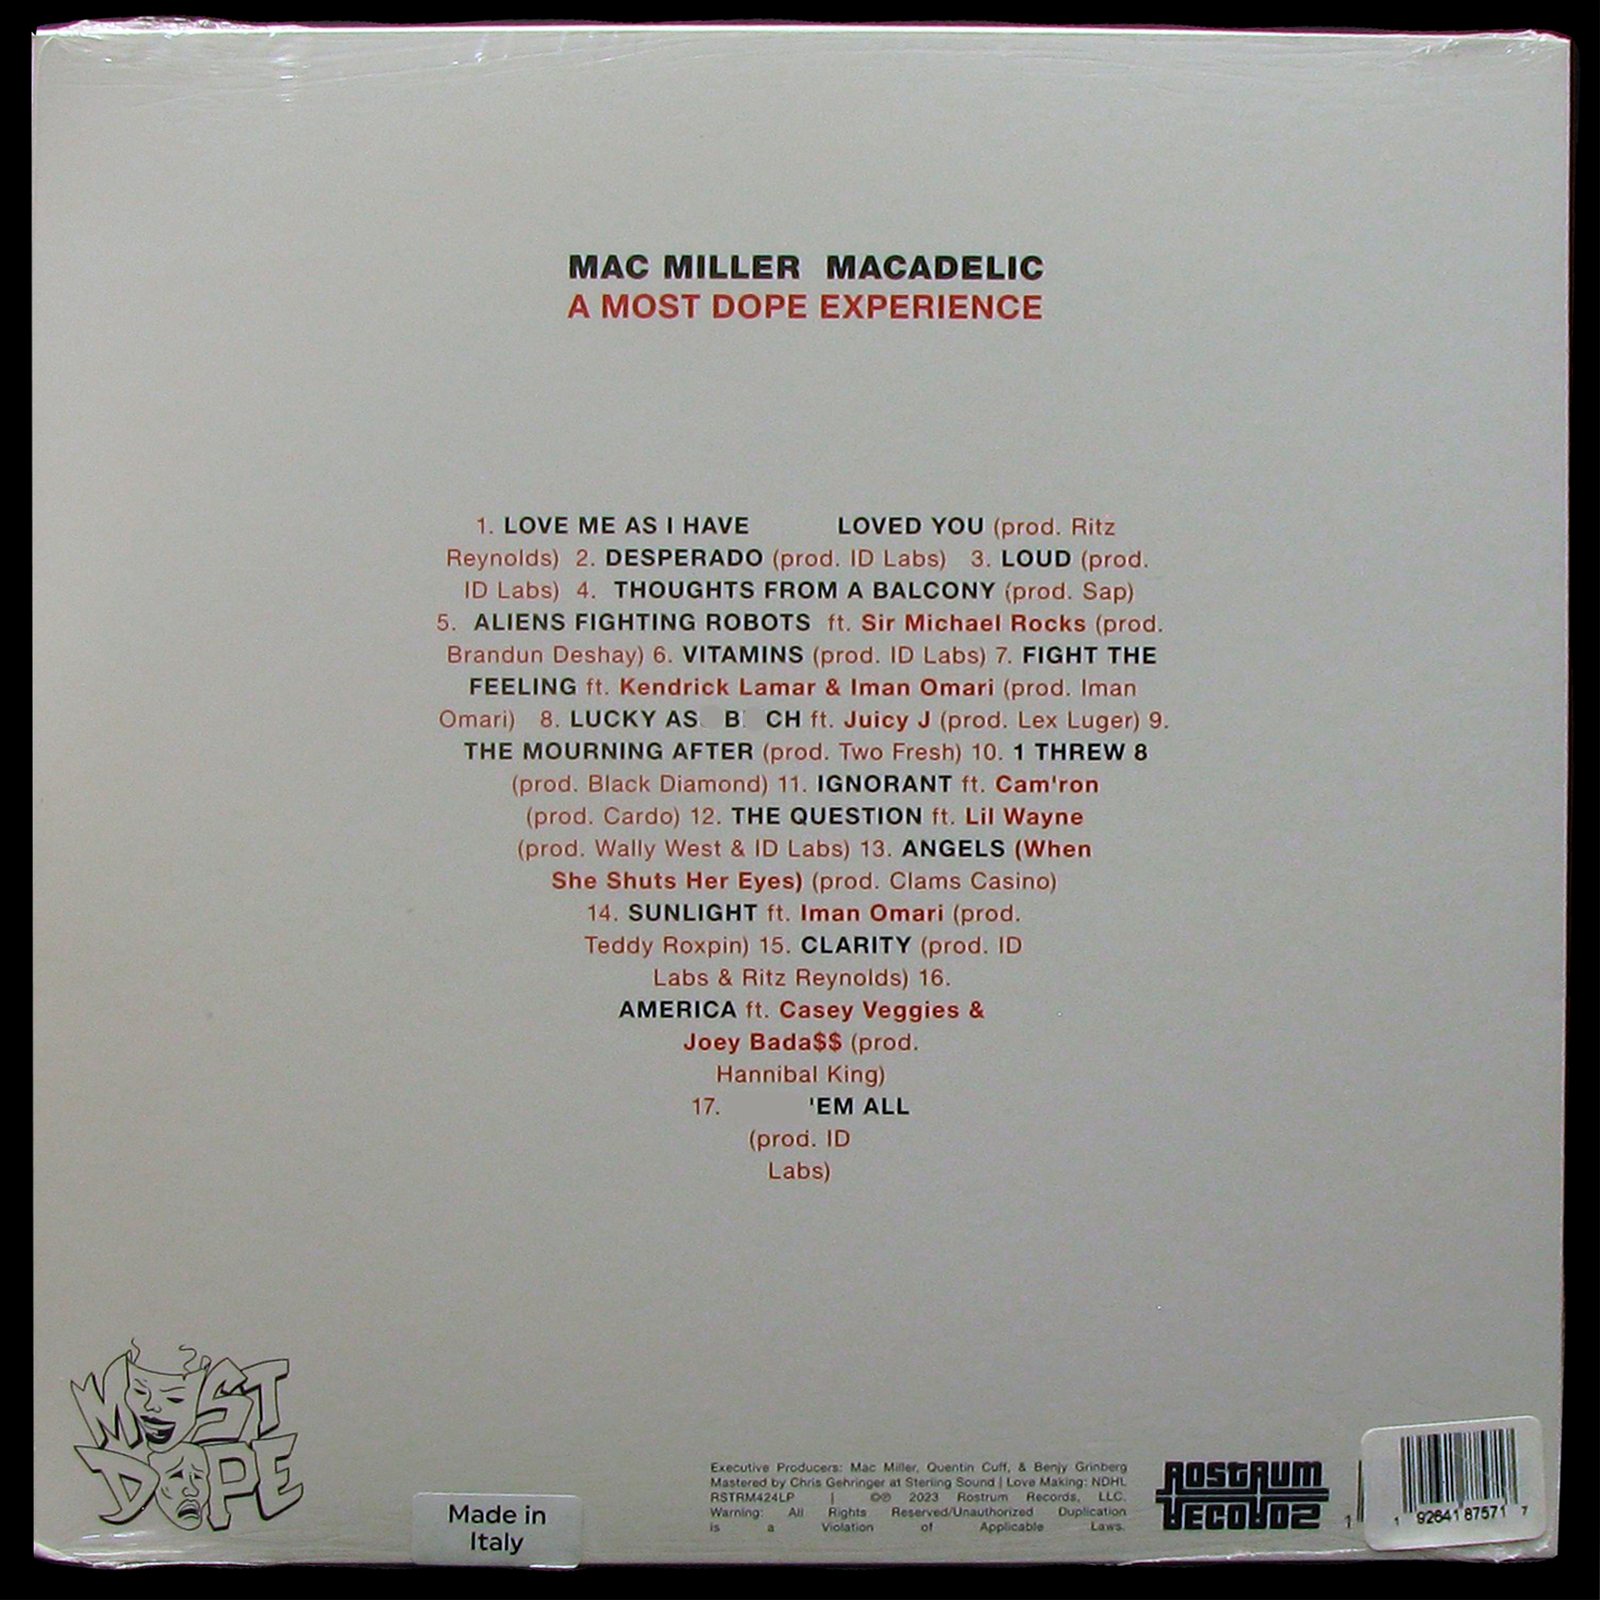 MAC MILLER MACADELIC
A MOST DOPE EXPERIENCE
1. LOVE ME AS I HAVE LOVED YOU (prod. Ritz
Reynolds) 2. DESPERADO (prod. ID Labs) 3. LOUD (prod.
ID Labs) 4. THOUGHTS FROM A BALCONY (prod. Sap)
5. ALIENS FIGHTING ROBOTS ft. Sir Michael Rocks (prod.
Brandun Deshay) 6. VITAMINS (prod. ID Labs) 7. FIGHT THE
FEELING ft. Kendrick Lamar & Iman Omari (prod. Iman
Omari) 8. LUCKY AS B CH ft. Juicy J (prod. Lex Luger) 9.
THE MOURNING AFTER (prod. Two Fresh) 10. 1 THREW 8
(prod. Black Diamond) 11. IGNORANT ft. Cam'ron
(prod. Cardo) 12. THE QUESTION ft. Lil Wayne
(prod. Wally West & ID Labs) 13. ANGELS (When
She Shuts Her Eyes) (prod. Clams Casino)
14. SUNLIGHT ft. Iman Omari (prod.
Teddy Roxpin) 15. CLARITY (prod. ID
Labs & Ritz Reynolds) 16.
AMERICA ft. Casey Veggies &
Joey Bada$$ (prod.
Hannibal King)
17. 'EM ALL
(prod. ID
Labs)
MOST
DOPE
Made in
Italy
Executive Producers: Mac Miller, Quentin Cuff, & Benjy Grinberg
Mastered by Chris Gehringer at Sterling Sound | Love Making: NDHL
RSTRM424LP | ©℗ 2023 Rostrum Records, LLC.
Warning: All Rights Reserved/Unauthorized Duplication
is a Violation of Applicable Laws.
ROSTRUM
RECORDS
1
1 92641 87571 7